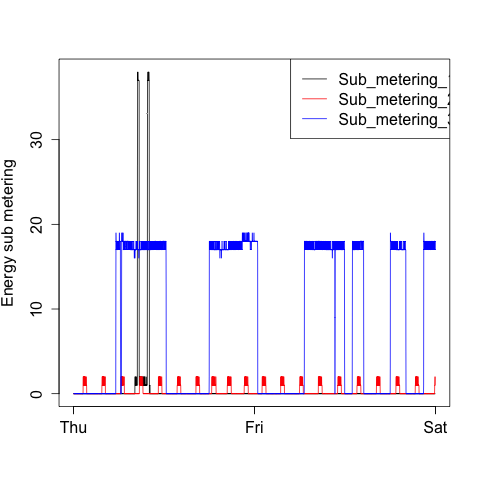 Sub_metering_1
Sub_metering_2
Sub_metering_3
Energy sub metering
30
20
10
0
Thu Fri Sat